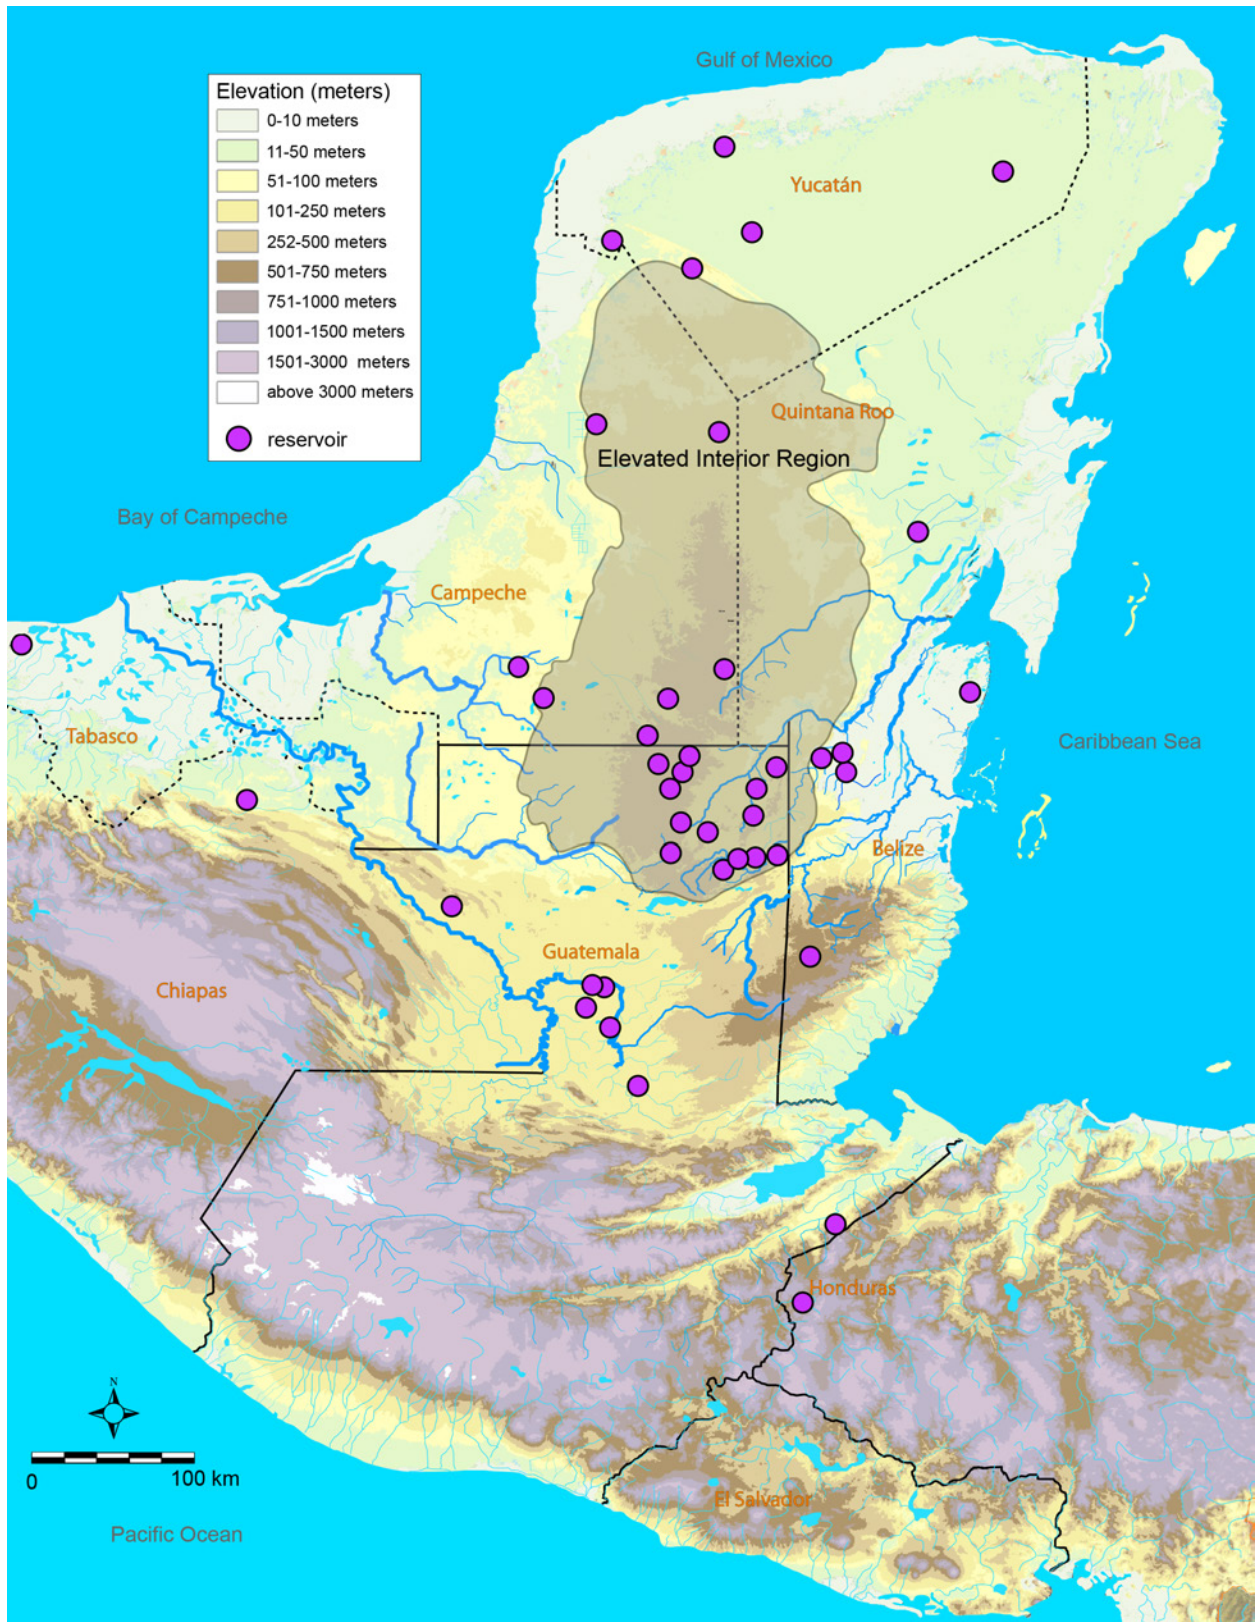 Gulf of Mexico
Elevation (meters)
0-10 meters
11-50 meters
51-100 meters
101-250 meters
252-500 meters
501-750 meters
751-1000 meters
1001-1500 meters
1501-3000 meters
above 3000 meters
reservoir
Yucatán
Quintana Roo
Elevated Interior Region
Bay of Campeche
Campeche
Tabasco
Caribbean Sea
Belize
Guatemala
Chiapas
Honduras
N
0
100 km
El Salvador
Pacific Ocean